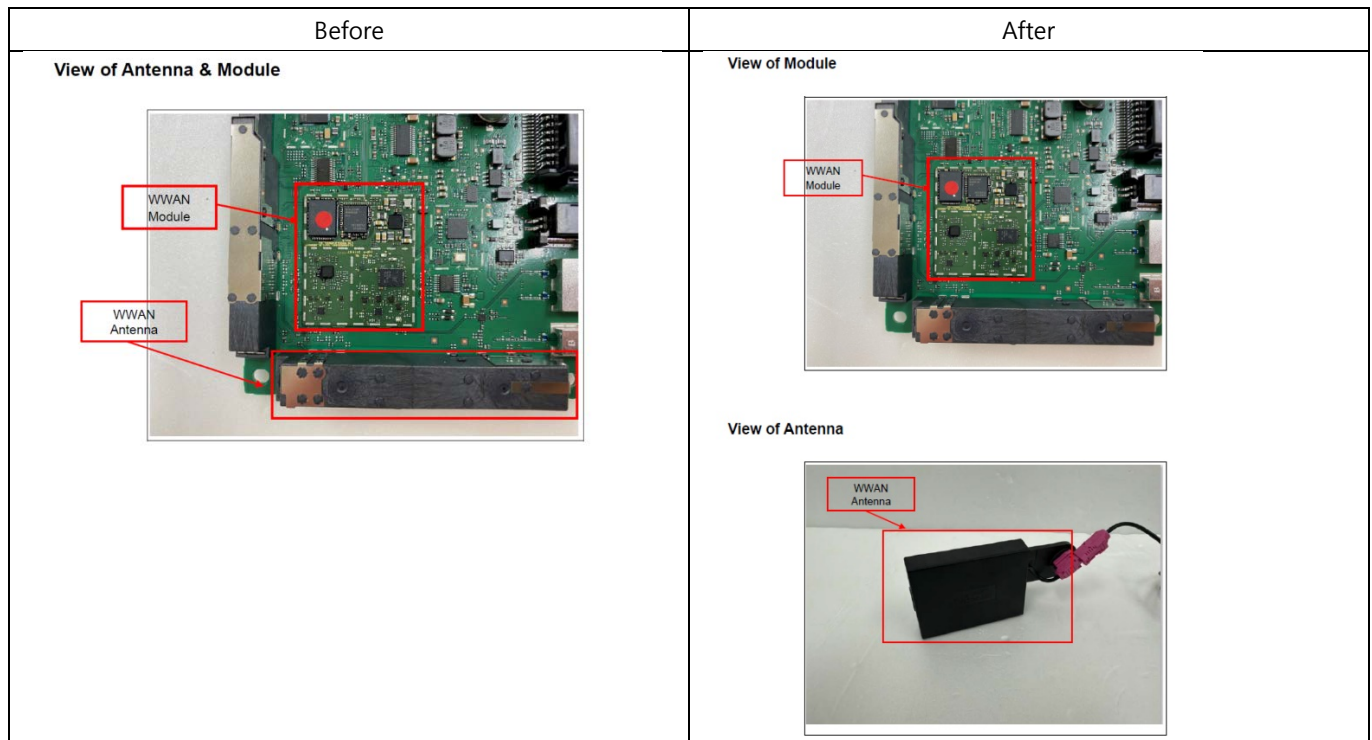 Before
After
View of Antenna & Module
WWAN
Module
WWAN
Antenna
View of Module
WWAN
Module
View of Antenna
WWAN
Antenna